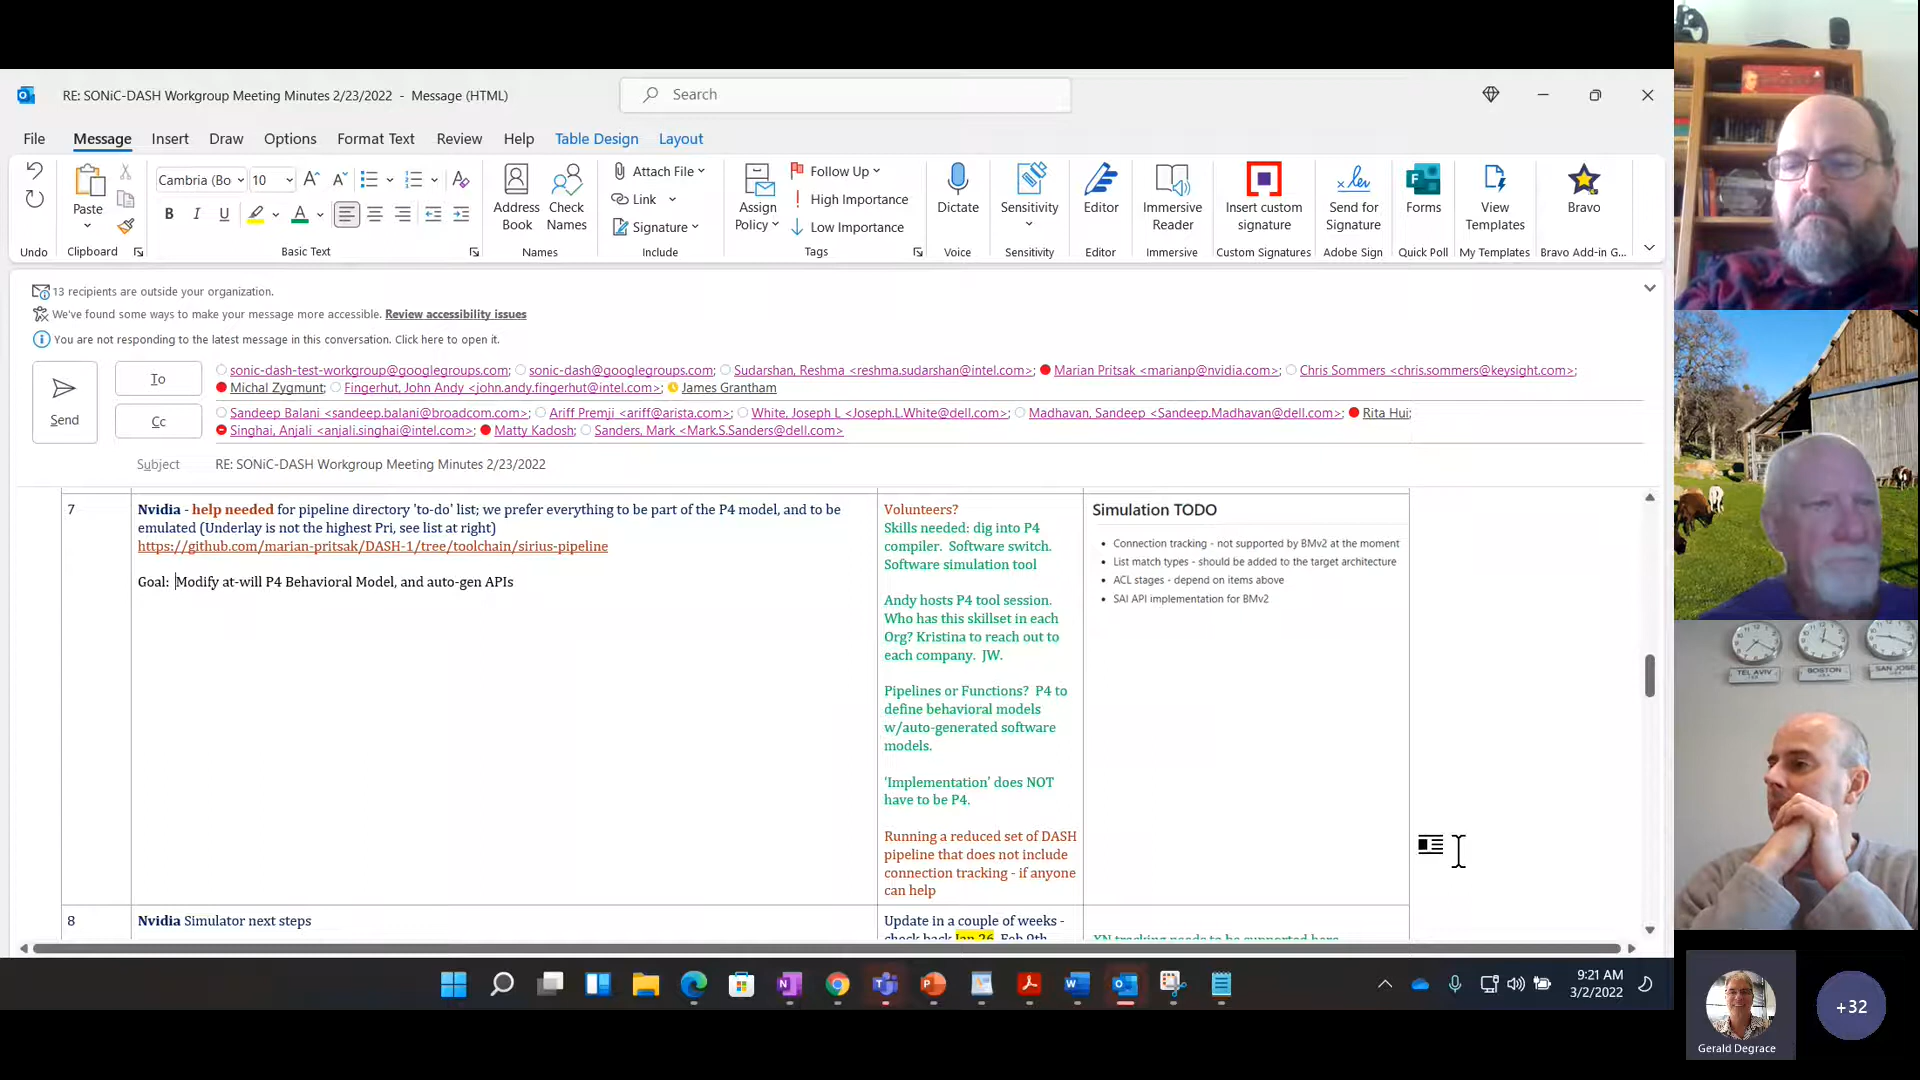 RE: SONiC-DASH Workgroup Meeting Minutes 2/23/2022 - Message (HTML)
Search
File Message Insert Draw Options Format Text Review Help Table Design Layout
Paste
Cambria (Bo 10
B I U
Address Book
Check Names
Attach File
Link
Signature
Assign Policy
Follow Up
High Importance
Low Importance
Dictate
Sensitivity
Editor
Immersive Reader
Insert custom signature
Send for Signature
Forms
View Templates
Bravo
Undo Clipboard Basic Text Names Include Tags Voice Sensitivity Editor Immersive Custom Signatures Adobe Sign Quick Poll My Templates Bravo Add-in G...
13 recipients are outside your organization.
We've found some ways to make your message more accessible. Review accessibility issues
You are not responding to the latest message in this conversation. Click here to open it.
Send
To
sonic-dash-test-workgroup@googlegroups.com; sonic-dash@googlegroups.com; Sudarshan, Reshma <reshma.sudarshan@intel.com>; Marian Pritsak <marianp@nvidia.com>; Chris Sommers <chris.sommers@keysight.com>;
Michal Zygmunt; Fingerhut, John Andy <john.andy.fingerhut@intel.com>; James Grantham
Cc
Sandeep Balani <sandeep.balani@broadcom.com>; Ariff Premji <ariff@arista.com>; White, Joseph L <Joseph.L.White@dell.com>; Madhavan, Sandeep <Sandeep.Madhavan@dell.com>; Rita Hui;
Singhai, Anjali <anjali.singhai@intel.com>; Matty Kadosh; Sanders, Mark <Mark.S.Sanders@dell.com>
Subject
RE: SONiC-DASH Workgroup Meeting Minutes 2/23/2022
7
Nvidia - help needed for pipeline directory 'to-do' list; we prefer everything to be part of the P4 model, and to be
emulated (Underlay is not the highest Pri, see list at right)
https://github.com/marian-pritsak/DASH-1/tree/toolchain/sirius-pipeline
Goal: Modify at-will P4 Behavioral Model, and auto-gen APIs
Volunteers?
Skills needed: dig into P4
compiler. Software switch.
Software simulation tool
Andy hosts P4 tool session.
Who has this skillset in each
Org? Kristina to reach out to
each company. JW.
Pipelines or Functions? P4 to
define behavioral models
w/auto-generated software
models.
‘Implementation’ does NOT
have to be P4.
Running a reduced set of DASH
pipeline that does not include
connection tracking - if anyone
can help
Simulation TODO
• Connection tracking - not supported by BMv2 at the moment
• List match types - should be added to the target architecture
• ACL stages - depend on items above
• SAI API implementation for BMv2
8
Nvidia Simulator next steps
Update in a couple of weeks -
check back Jan 26, Feb 9th
XN tracking needs to be supported here
9:21 AM
3/2/2022
TEL AVIV
BOSTON
SAN JOSE
Gerald Degrace
+32